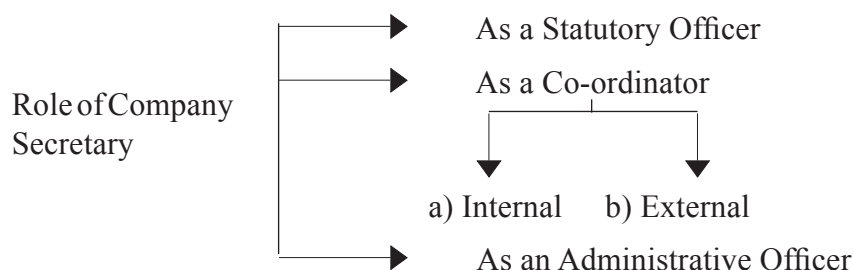 As a Statutory Officer
As a Co-ordinator
Role of Company
Secretary
a) Internal b) External
As an Administrative Officer